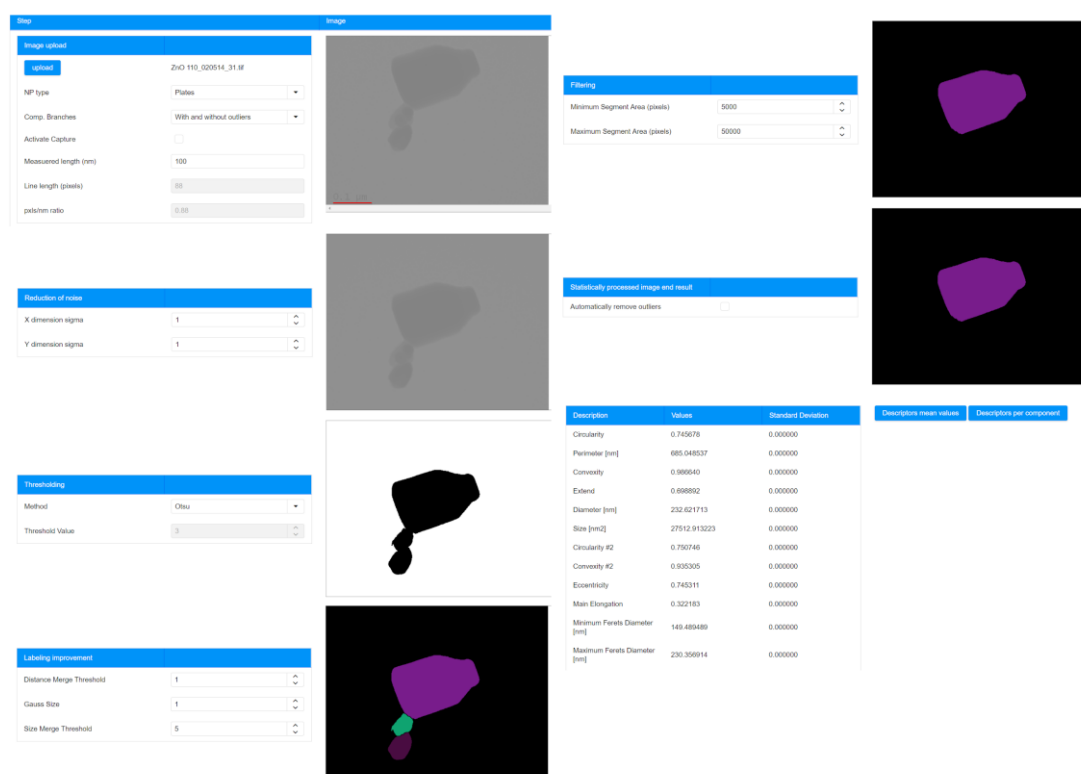 Step Image
Image upload
upload ZnO 110_020514_31.tif
NP type Plates
Comp. Branches With and without outliers
Activate Capture
Measuered length (nm) 100
Line length (pixels) 88
pxls/nm ratio 0.88
Reduction of noise
X dimension sigma 1
Y dimension sigma 1
Thresholding
Method Otsu
Threshold Value 3
Labeling improvement
Distance Merge Threshold 1
Gauss Size 1
Size Merge Threshold 5
Filtering
Minimum Segment Area (pixels) 5000
Maximum Segment Area (pixels) 50000
Statistically processed image end result
Automatically remove outliers
Description Values Standard Deviation
Circularity 0.745678 0.000000
Perimeter [nm] 685.048537 0.000000
Convexity 0.986640 0.000000
Extend 0.698892 0.000000
Diameter [nm] 232.621713 0.000000
Size [nm2] 27512.913223 0.000000
Circularity #2 0.750746 0.000000
Convexity #2 0.935305 0.000000
Eccentricity 0.745311 0.000000
Main Elongation 0.322183 0.000000
Minimum Ferets Diameter
[nm] 149.489489 0.000000
Maximum Ferets Diameter
[nm] 230.356914 0.000000
Descriptors mean values Descriptors per component